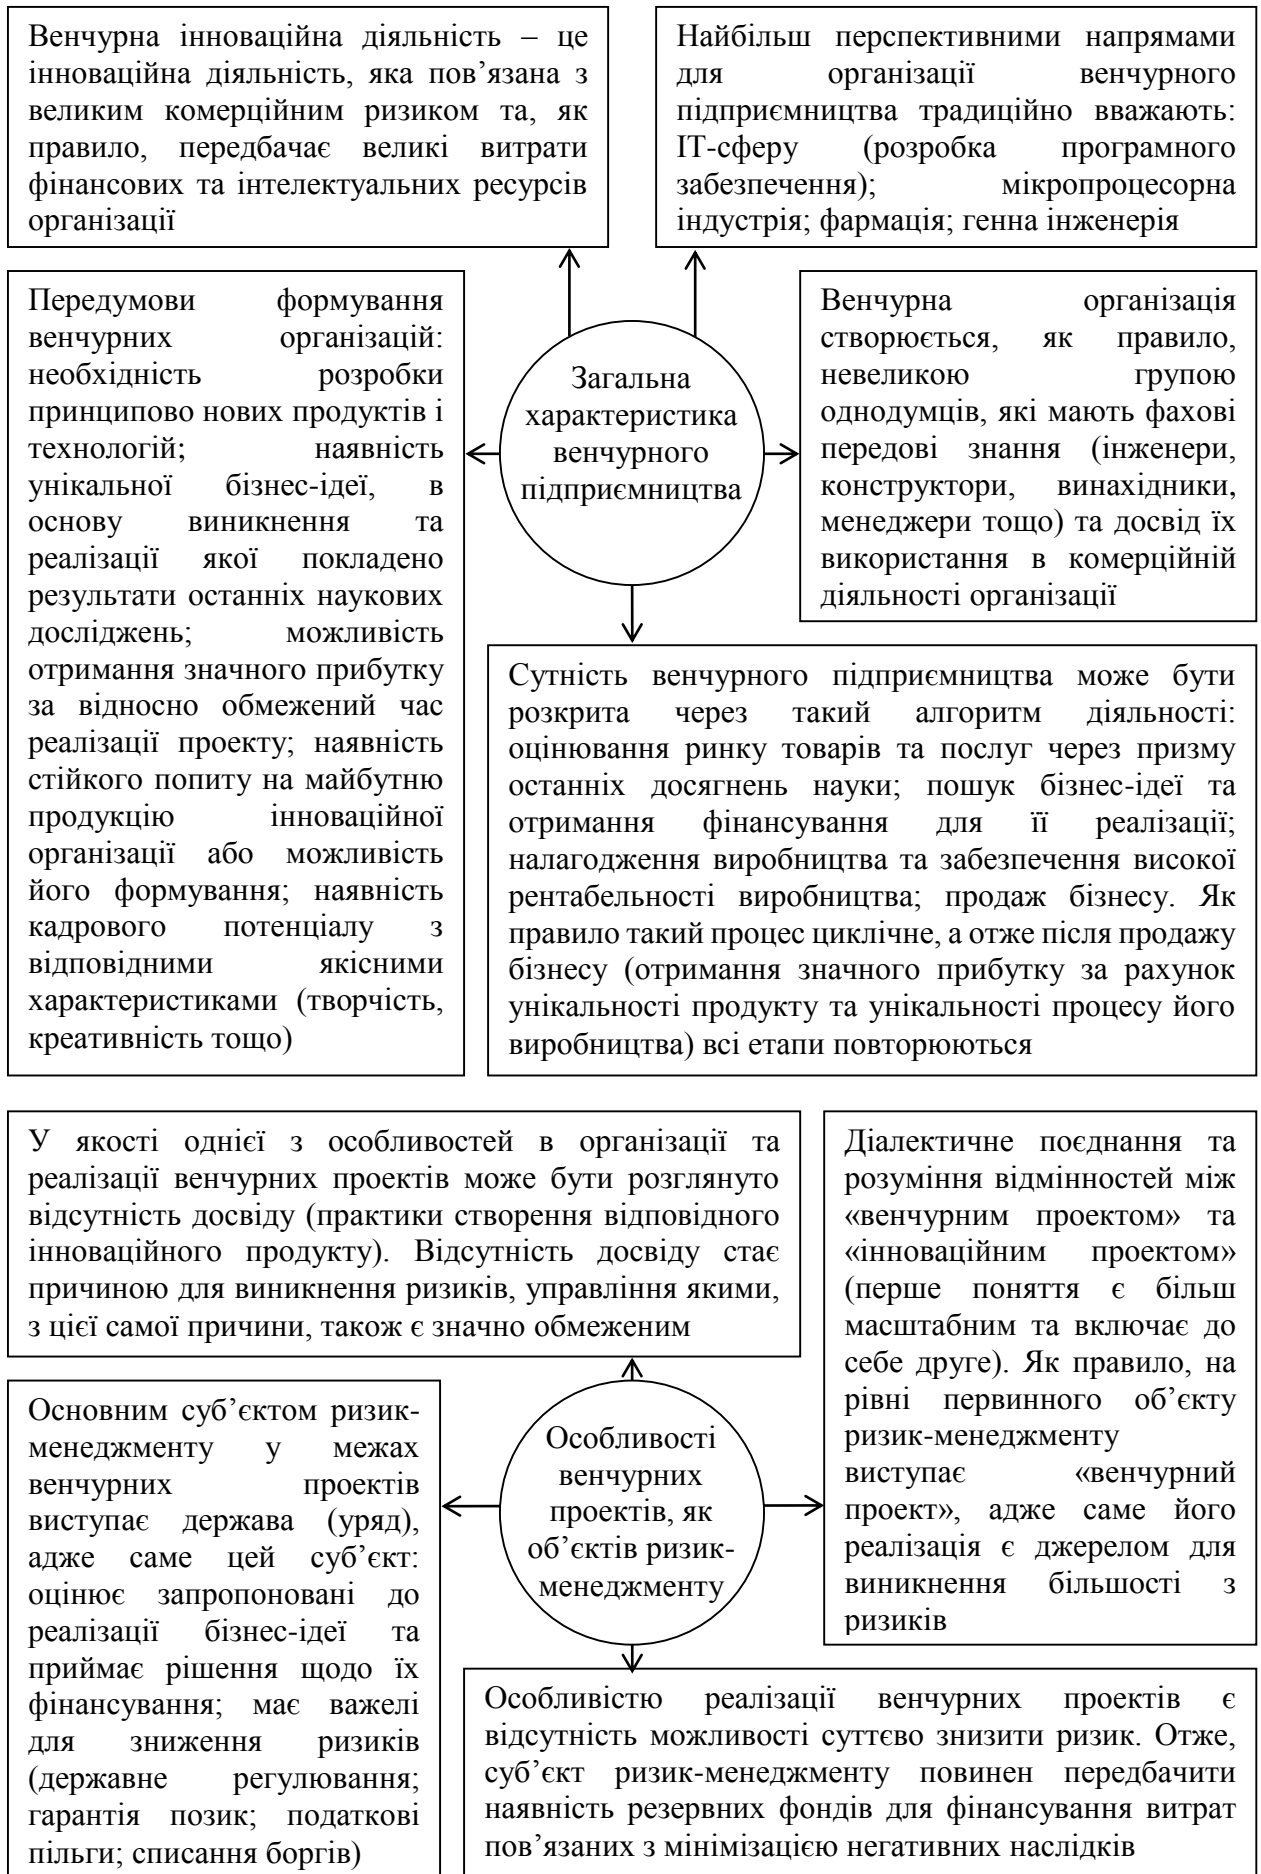 Венчурна інноваційна діяльність – це
інноваційна діяльність, яка пов’язана з
великим комерційним ризиком та, як
правило, передбачає великі витрати
фінансових та інтелектуальних ресурсів
організації
Найбільш перспективними напрямами
для організації венчурного
підприємництва традиційно вважають:
ІТ-сферу (розробка програмного
забезпечення); мікропроцесорна
індустрія; фармація; генна інженерія
Передумови формування
венчурних організацій:
необхідність розробки
принципово нових продуктів і
технологій; наявність
унікальної бізнес-ідеї, в
основу виникнення та
реалізації якої покладено
результати останніх наукових
досліджень; можливість
отримання значного прибутку
за відносно обмежений час
реалізації проекту; наявність
стійкого попиту на майбутню
продукцію інноваційної
організації або можливість
його формування; наявність
кадрового потенціалу з
відповідними якісними
характеристиками (творчість,
креативність тощо)
Загальна
характеристика
венчурного
підприємництва
Венчурна організація
створюється, як правило,
невеликою групою
однодумців, які мають фахові
передові знання (інженери,
конструктори, винахідники,
менеджери тощо) та досвід їх
використання в комерційній
діяльності організації
Сутність венчурного підприємництва може бути
розкрита через такий алгоритм діяльності:
оцінювання ринку товарів та послуг через призму
останніх досягнень науки; пошук бізнес-ідеї та
отримання фінансування для її реалізації;
налагодження виробництва та забезпечення високої
рентабельності виробництва; продаж бізнесу. Як
правило такий процес циклічне, а отже після продажу
бізнесу (отримання значного прибутку за рахунок
унікальності продукту та унікальності процесу його
виробництва) всі етапи повторюються
У якості однієї з особливостей в організації та
реалізації венчурних проектів може бути розглянуто
відсутність досвіду (практики створення відповідного
інноваційного продукту). Відсутність досвіду стає
причиною для виникнення ризиків, управління якими,
з цієї самої причини, також є значно обмеженим
Діалектичне поєднання та
розуміння відмінностей між
«венчурним проектом» та
«інноваційним проектом»
(перше поняття є більш
масштабним та включає до
себе друге). Як правило, на
рівні первинного об’єкту
ризик-менеджменту
виступає «венчурний
проект», адже саме його
реалізація є джерелом для
виникнення більшості з
ризиків
Основним суб’єктом ризик-
менеджменту у межах
венчурних проектів
виступає держава (уряд),
адже саме цей суб’єкт:
оцінює запропоновані до
реалізації бізнес-ідеї та
приймає рішення щодо їх
фінансування; має важелі
для зниження ризиків
(державне регулювання;
гарантія позик; податкові
пільги; списання боргів)
Особливості
венчурних
проектів, як
об’єктів ризик-
менеджменту
Особливістю реалізації венчурних проектів є
відсутність можливості суттєво знизити ризик. Отже,
суб’єкт ризик-менеджменту повинен передбачити
наявність резервних фондів для фінансування витрат
пов’язаних з мінімізацією негативних наслідків